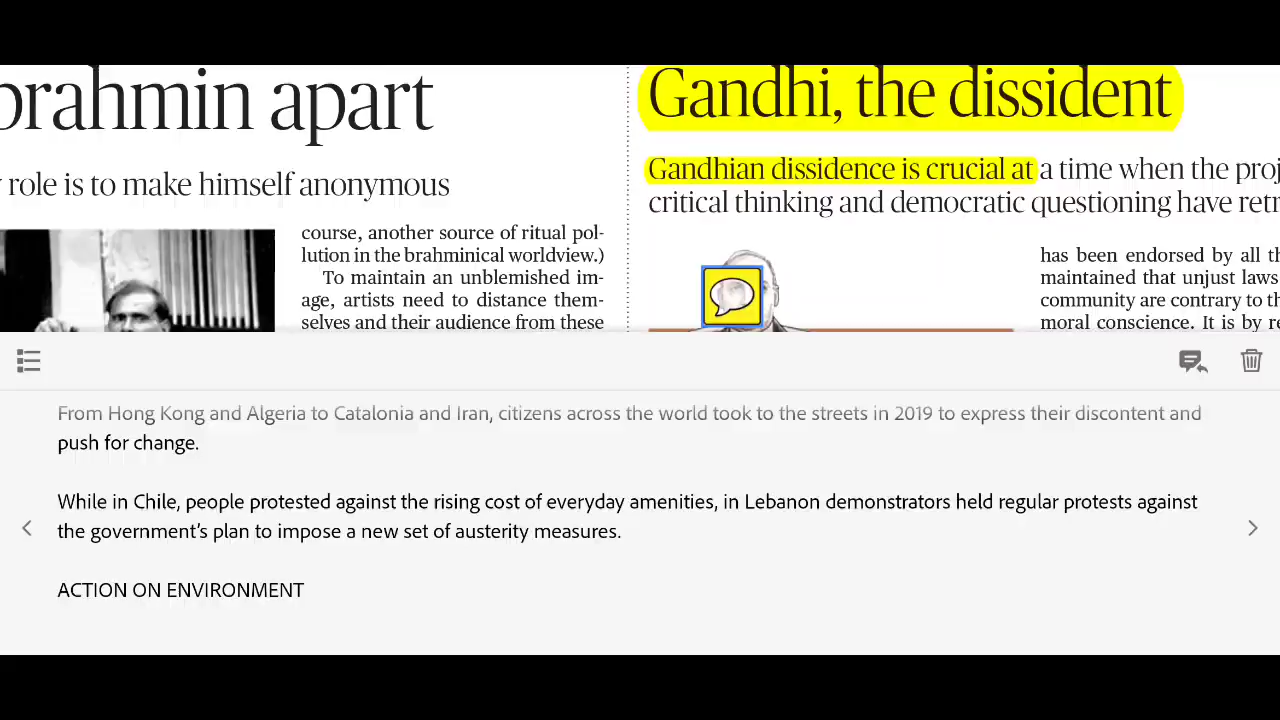 brahmin apart
role is to make himself anonymous
course, another source of ritual pol-
lution in the brahminical worldview.)
To maintain an unblemished im-
age, artists need to distance them-
selves and their audience from these
Gandhi, the dissident
Gandhian dissidence is crucial at a time when the proj
critical thinking and democratic questioning have retr
has been endorsed by all th
maintained that unjust laws
community are contrary to th
moral conscience. It is by re
From Hong Kong and Algeria to Catalonia and Iran, citizens across the world took to the streets in 2019 to express their discontent and
push for change.
While in Chile, people protested against the rising cost of everyday amenities, in Lebanon demonstrators held regular protests against
the government’s plan to impose a new set of austerity measures.
ACTION ON ENVIRONMENT